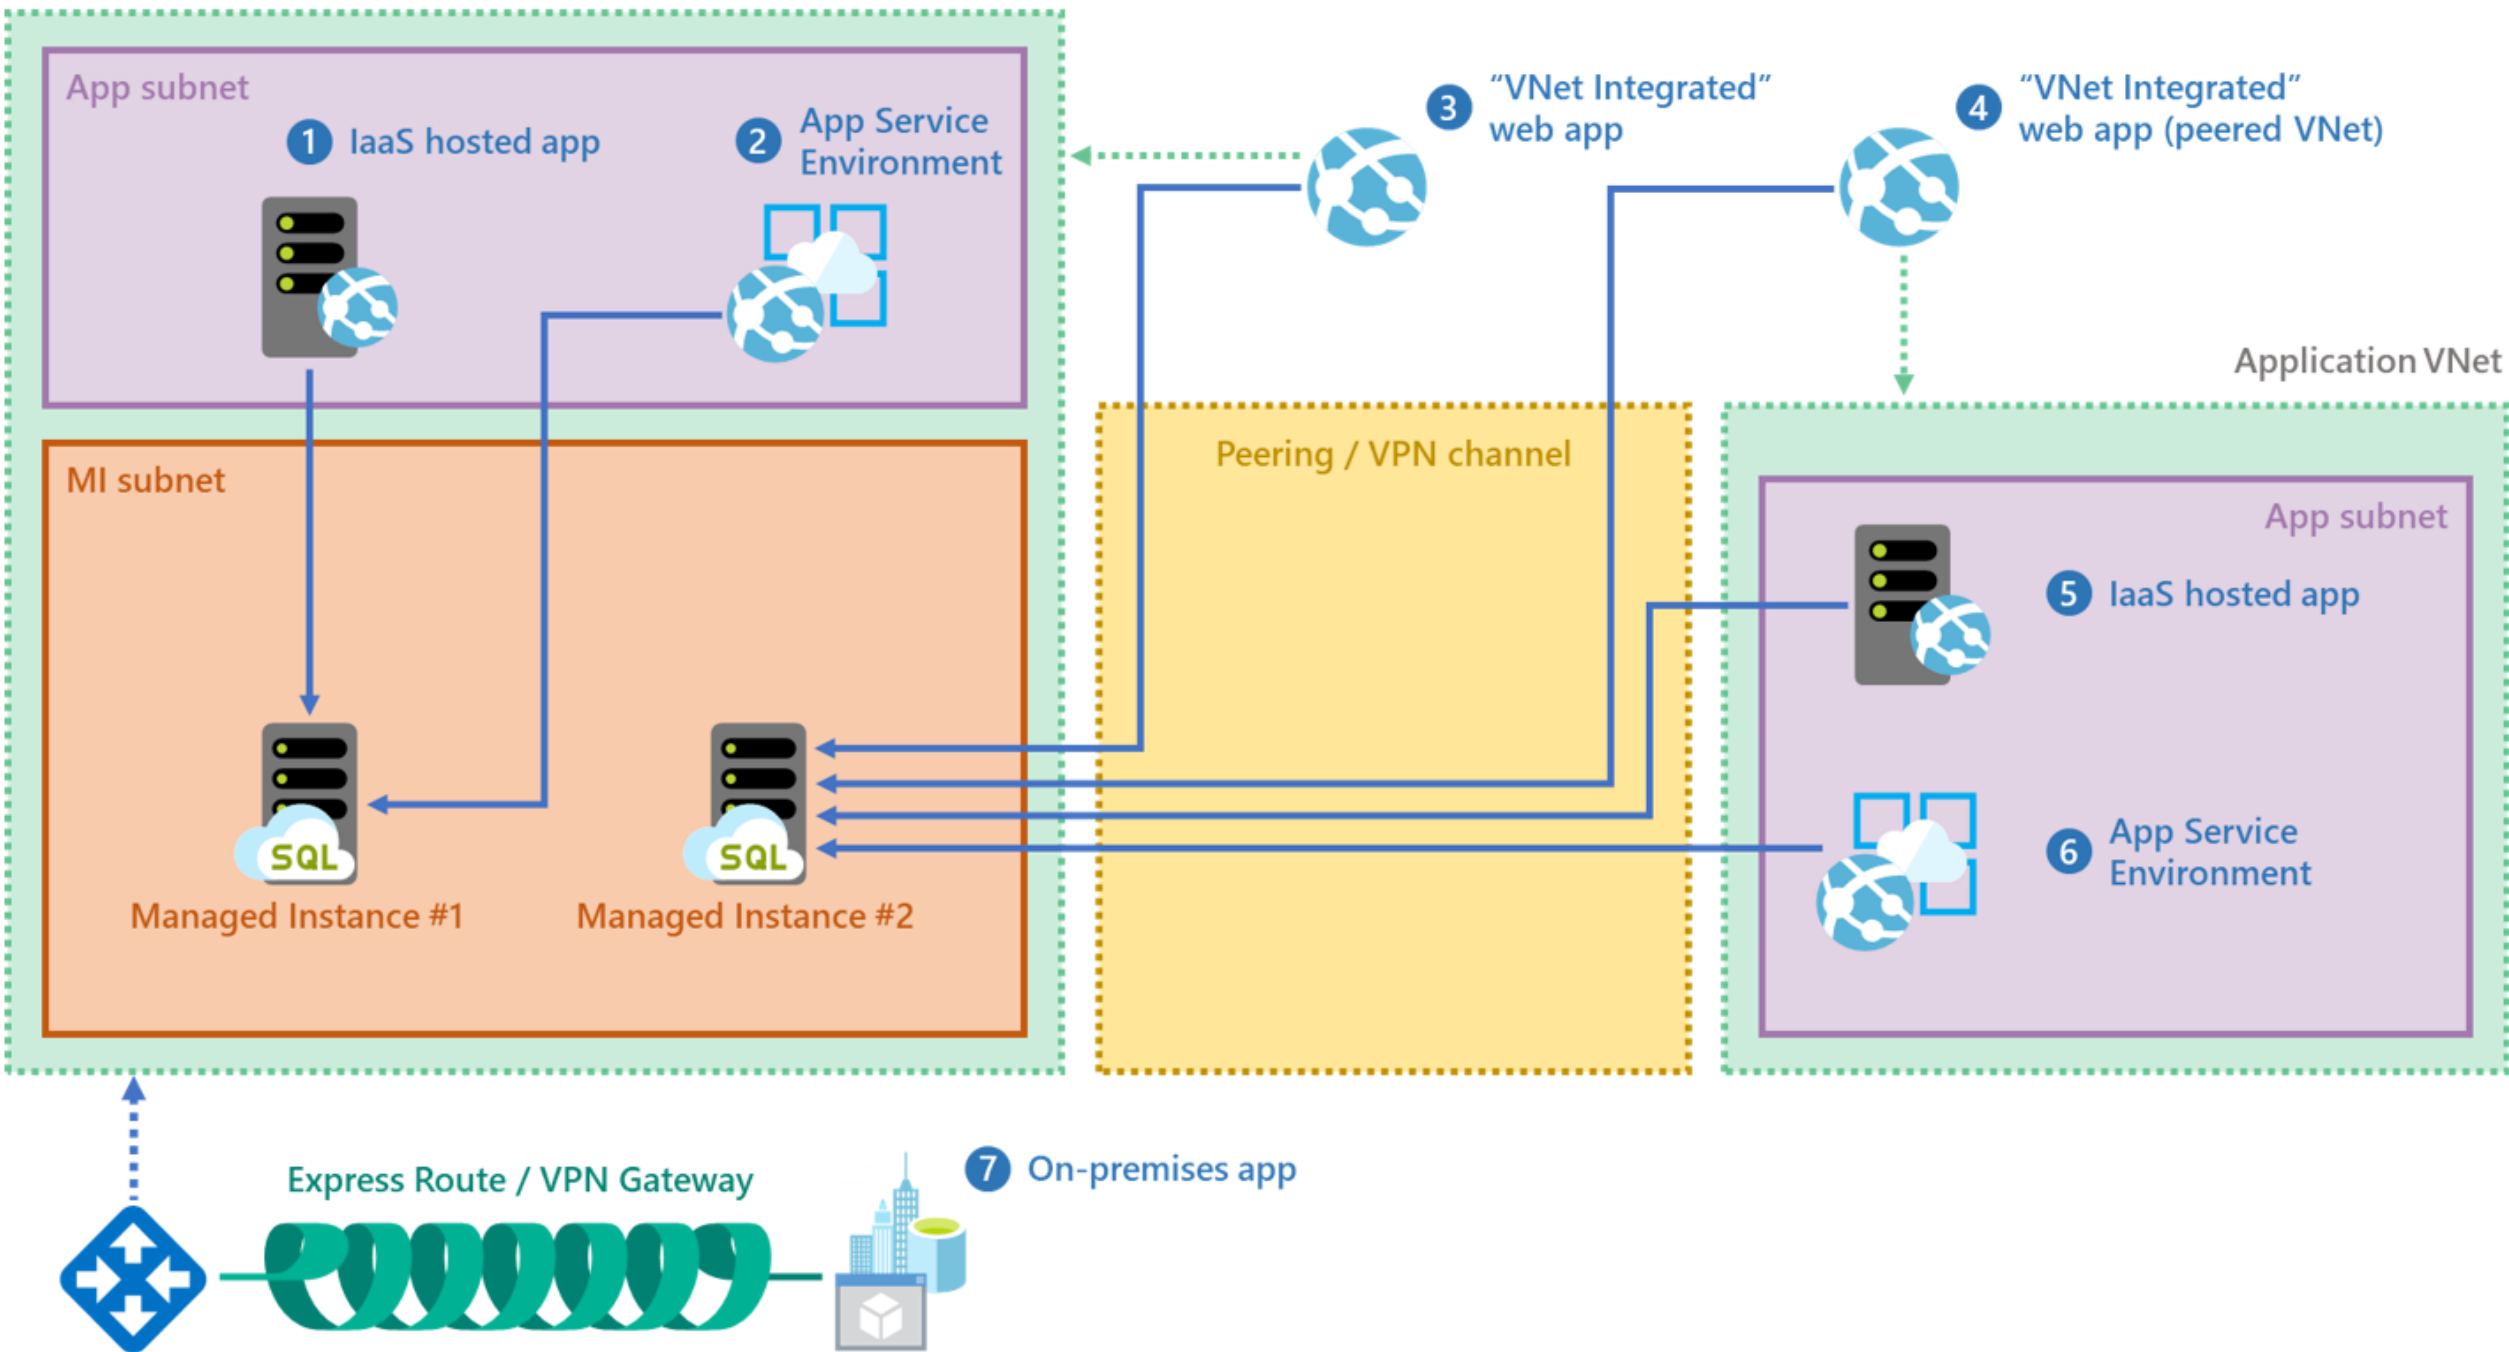 App subnet
1 IaaS hosted app
2 App Service
Environment
3 “VNet Integrated”
web app
4 “VNet Integrated”
web app (peered VNet)
Application VNet
MI subnet
Peering / VPN channel
App subnet
5 IaaS hosted app
SQL
Managed Instance #1
SQL
Managed Instance #2
6 App Service
Environment
Express Route / VPN Gateway
7 On-premises app